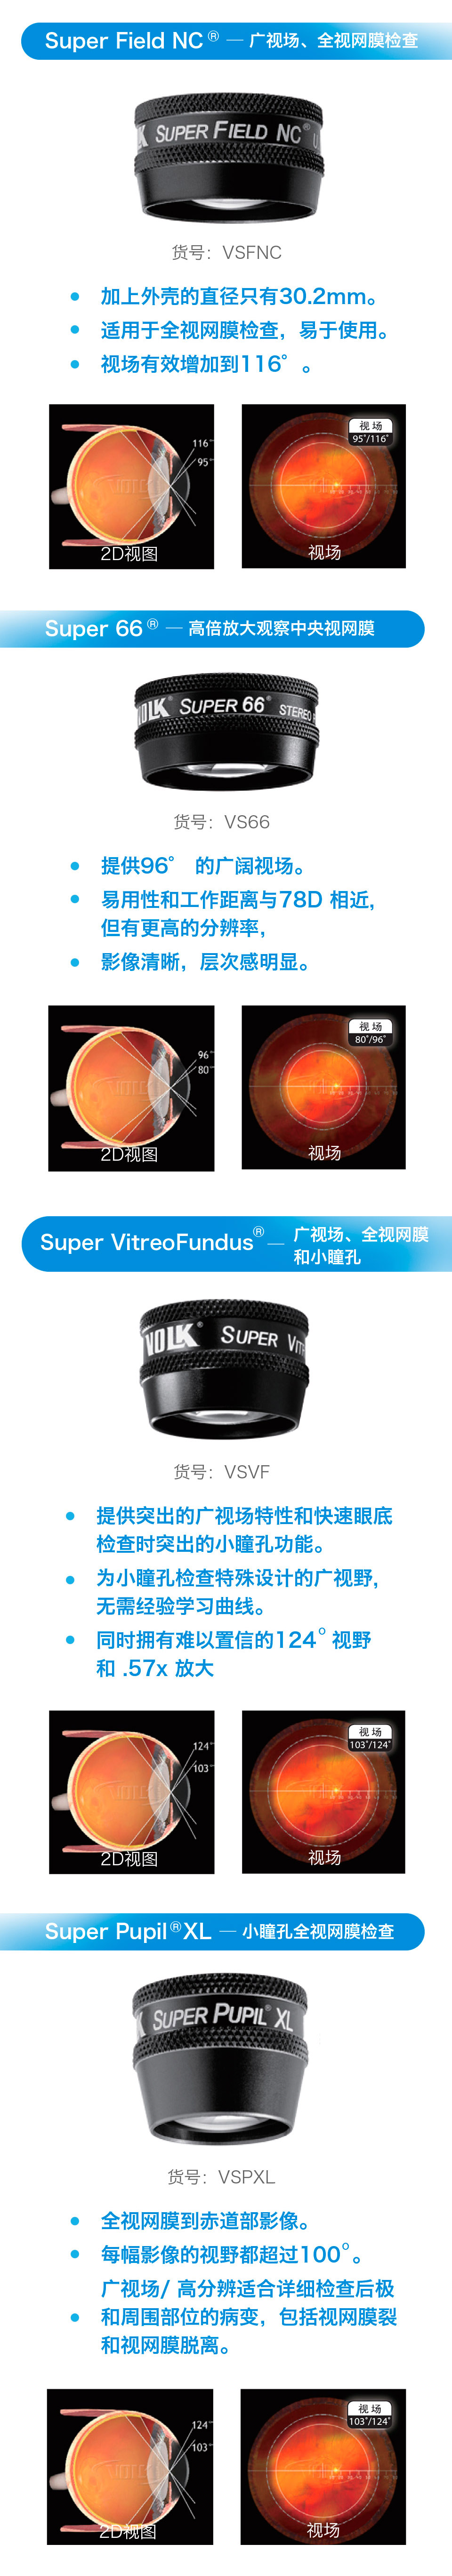 Super Field NC® — 广视场、全视网膜检查
SUPER FIELD NC®
货号：VSFNC
加上外壳的直径只有30.2mm。
适用于全视网膜检查，易于使用。
视场有效增加到116°。
116°
95°
2D视图
视场
95°/116°
视场
Super 66® — 高倍放大观察中央视网膜
VOLK® SUPER 66® STEREO
货号：VS66
提供96° 的广阔视场。
易用性和工作距离与78D 相近，
但有更高的分辨率，
影像清晰，层次感明显。
96°
80°
2D视图
视场
80°/96°
视场
Super VitreoFundus® — 广视场、全视网膜
和小瞳孔
VOLK® SUPER VITR
货号：VSVF
提供突出的广视场特性和快速眼底
检查时突出的小瞳孔功能。
为小瞳孔检查特殊设计的广视野，
无需经验学习曲线。
同时拥有难以置信的124° 视野
和 .57x 放大
124°
103°
2D视图
视场
103°/124°
视场
Super Pupil®XL — 小瞳孔全视网膜检查
SUPER PUPIL® XL
货号：VSPXL
全视网膜到赤道部影像。
每幅影像的视野都超过100°。
广视场/ 高分辨适合详细检查后极
和周围部位的病变，包括视网膜裂
和视网膜脱离。
124°
103°
2D视图
视场
103°/124°
视场